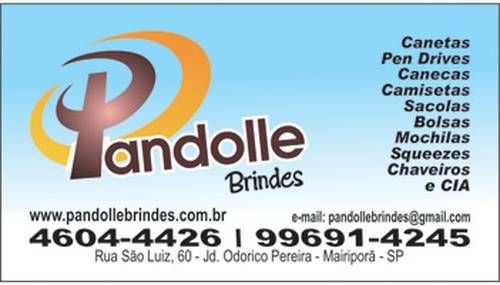 Pandolle
Brindes
Canetas
Pen Drives
Canecas
Camisetas
Sacolas
Bolsas
Mochilas
Squeezes
Chaveiros
e CIA
www.pandollebrindes.com.br
e-mail: pandollebrindes@gmail.com
4604-4426 | 99691-4245
Rua São Luiz, 60 - Jd. Odorico Pereira - Mairiporã - SP